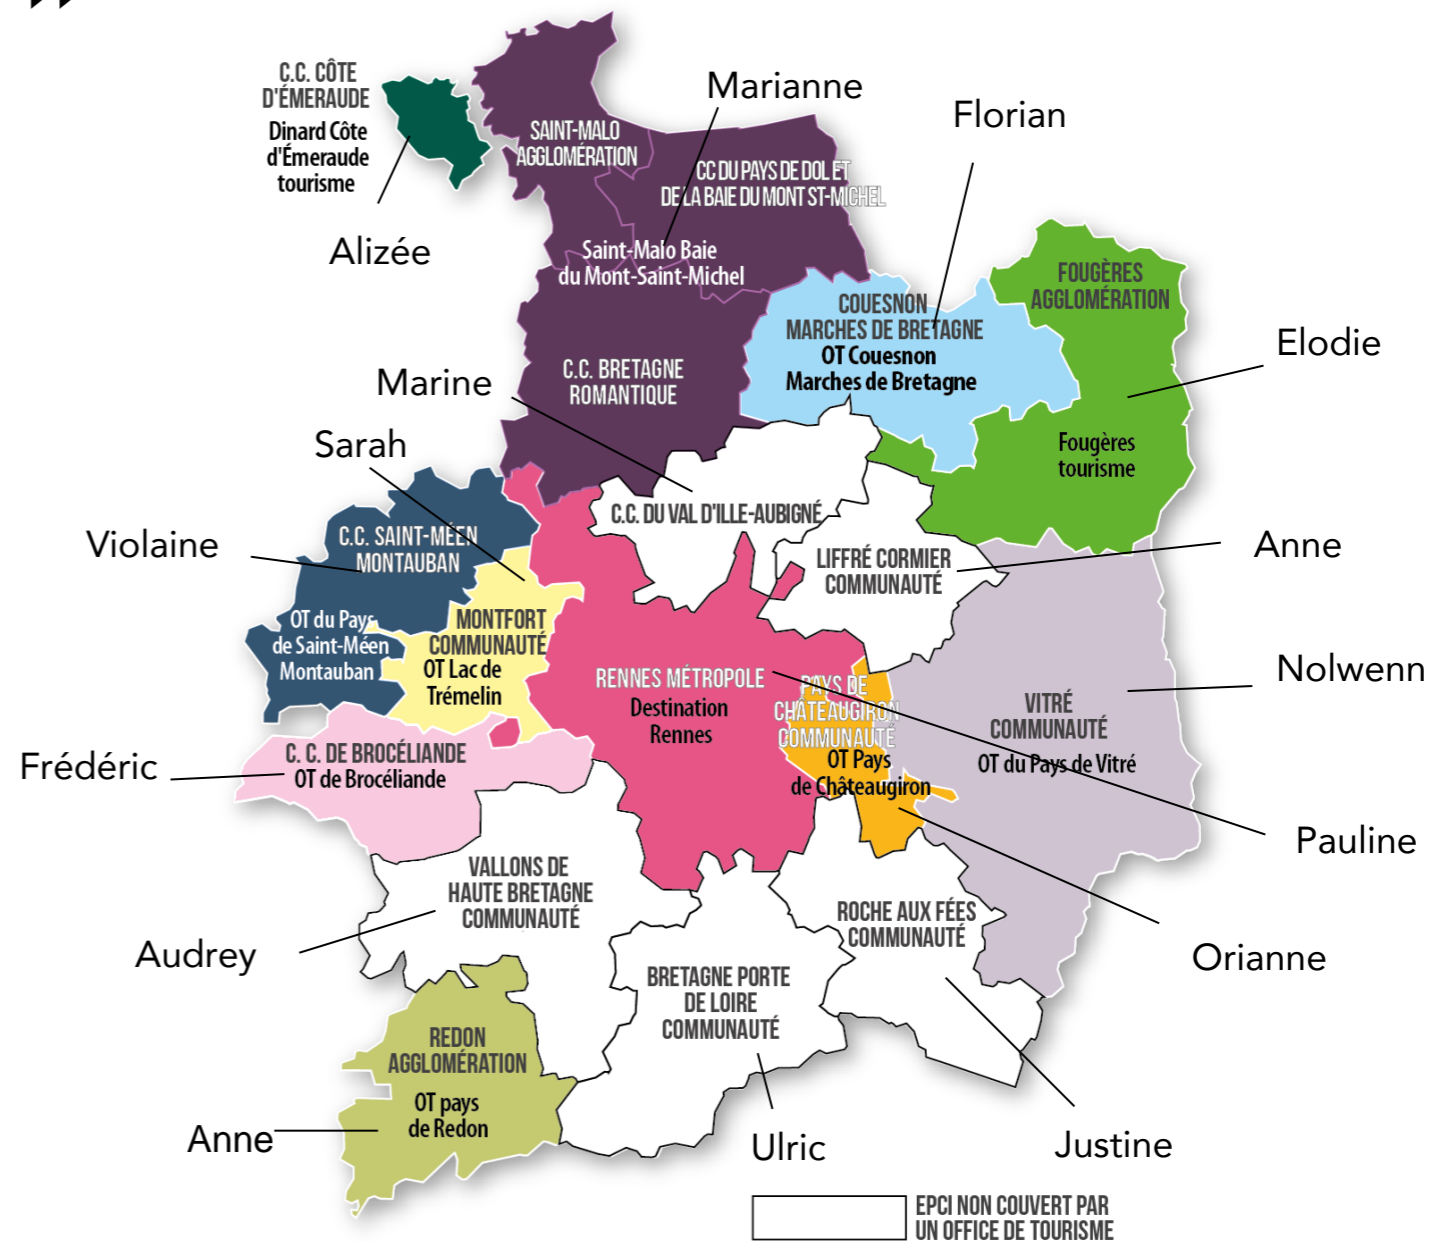 C.C. CÔTE
D'ÉMERAUDE
Dinard Côte
d'Émeraude
tourisme
Alizée
SAINT-MALO
AGGLOMÉRATION
Marianne
CC DU PAYS DE DOL ET
DE LA BAIE DU MONT ST-MICHEL
Saint-Malo Baie
du Mont-Saint-Michel
Florian
COUESNON
MARCHES DE BRETAGNE
OT Couesnon
Marches de Bretagne
FOUGÈRES
AGGLOMÉRATION
Elodie
Fougères
tourisme
C.C. BRETAGNE
ROMANTIQUE
Marine
Sarah
C.C. DU VAL D'ILLE-AUBIGNÉ
Violaine
C.C. SAINT-MÉEN
MONTAUBAN
OT du Pays
de Saint-Méen
Montauban
LIFFRÉ CORMIER
COMMUNAUTÉ
Anne
MONTFORT
COMMUNAUTÉ
OT Lac de
Trémelin
RENNES MÉTROPOLE
Destination
Rennes
PAYS DE
CHÂTEAUGIRON
COMMUNAUTÉ
OT Pays
de Châteaugiron
VITRÉ
COMMUNAUTÉ
OT du Pays de Vitré
Nolwenn
Frédéric
C. C. DE BROCÉLIANDE
OT de Brocéliande
Pauline
VALLONS DE
HAUTE BRETAGNE
COMMUNAUTÉ
Audrey
ROCHE AUX FÉES
COMMUNAUTÉ
Orianne
BRETAGNE PORTE
DE LOIRE
COMMUNAUTÉ
REDON
AGGLOMÉRATION
OT pays
de Redon
Anne
Ulric
Justine
EPCI NON COUVERT PAR
UN OFFICE DE TOURISME